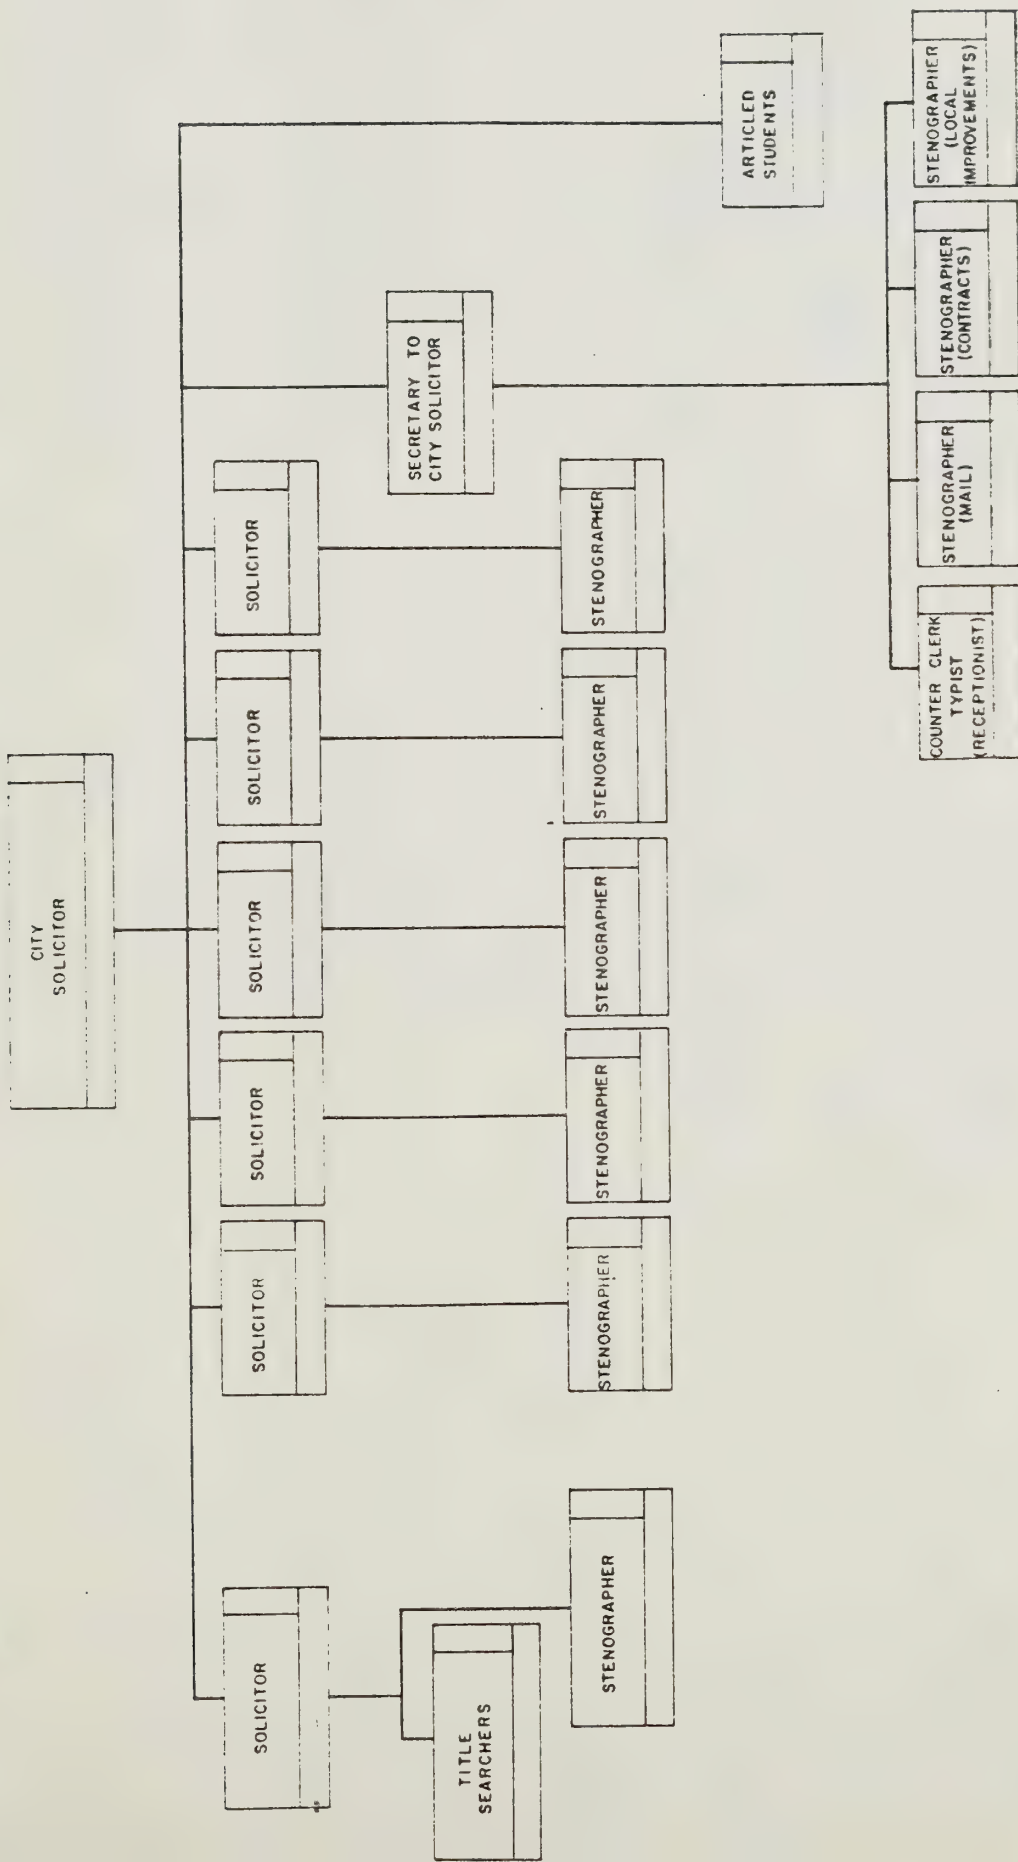 CITY
SOLICITOR
SOLICITOR
SOLICITOR
SOLICITOR
SOLICITOR
SOLICITOR
SOLICITOR
SECRETARY TO
CITY SOLICITOR
TITLE
SEARCHERS
STENOGRAPHER
STENOGRAPHER
STENOGRAPHER
STENOGRAPHER
STENOGRAPHER
STENOGRAPHER
ARTICLED
STUDENTS
COUNTER CLERK
TYPIST
(RECEPTIONIST)
STENOGRAPHER
(MAIL)
STENOGRAPHER
(CONTRACTS)
STENOGRAPHER
(LOCAL
IMPROVEMENTS)